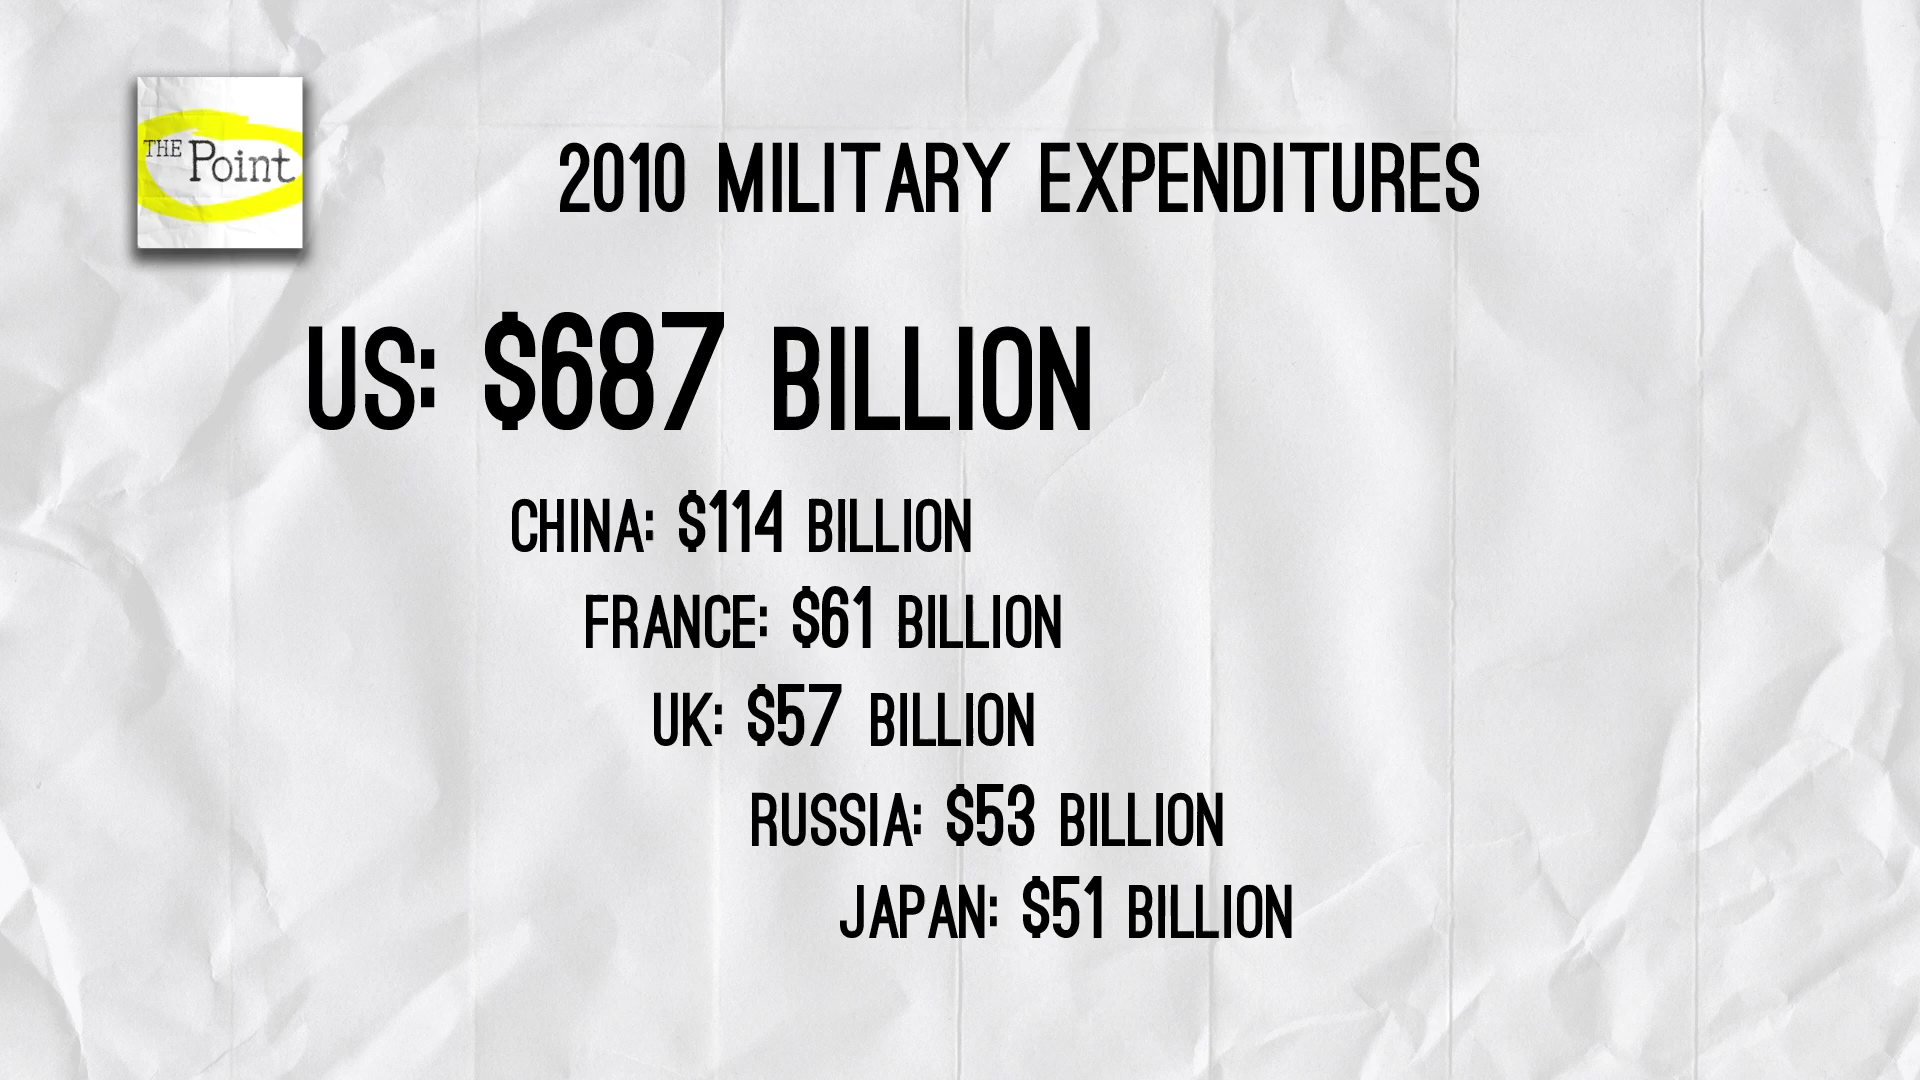 THE Point
2010 MILITARY EXPENDITURES
US: $687 BILLION
CHINA: $114 BILLION
FRANCE: $61 BILLION
UK: $57 BILLION
RUSSIA: $53 BILLION
JAPAN: $51 BILLION